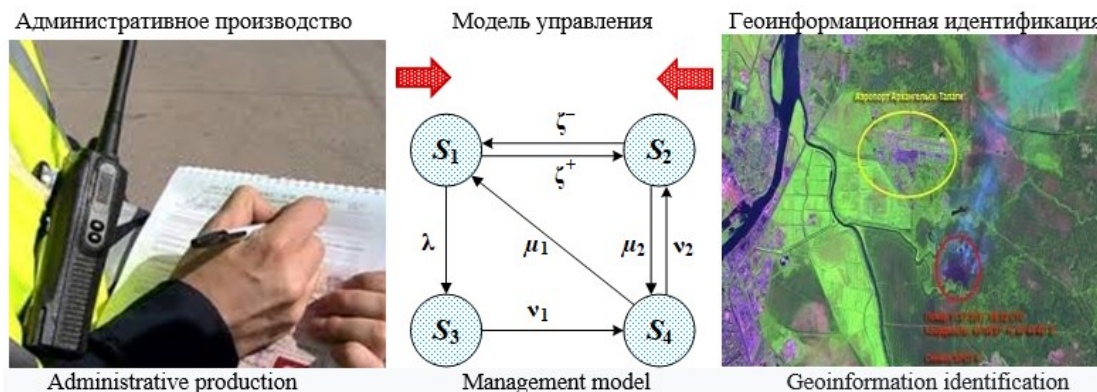 Административное производство
Модель управления
Геоинформационная идентификация
Аэропорт Архангельск-Талаги
ζ⁻
S₁ S₂
ζ⁺
λ μ₁ μ₂ ν₂
S₃ ν₁ S₄
Administrative production
Management model
Geoinformation identification